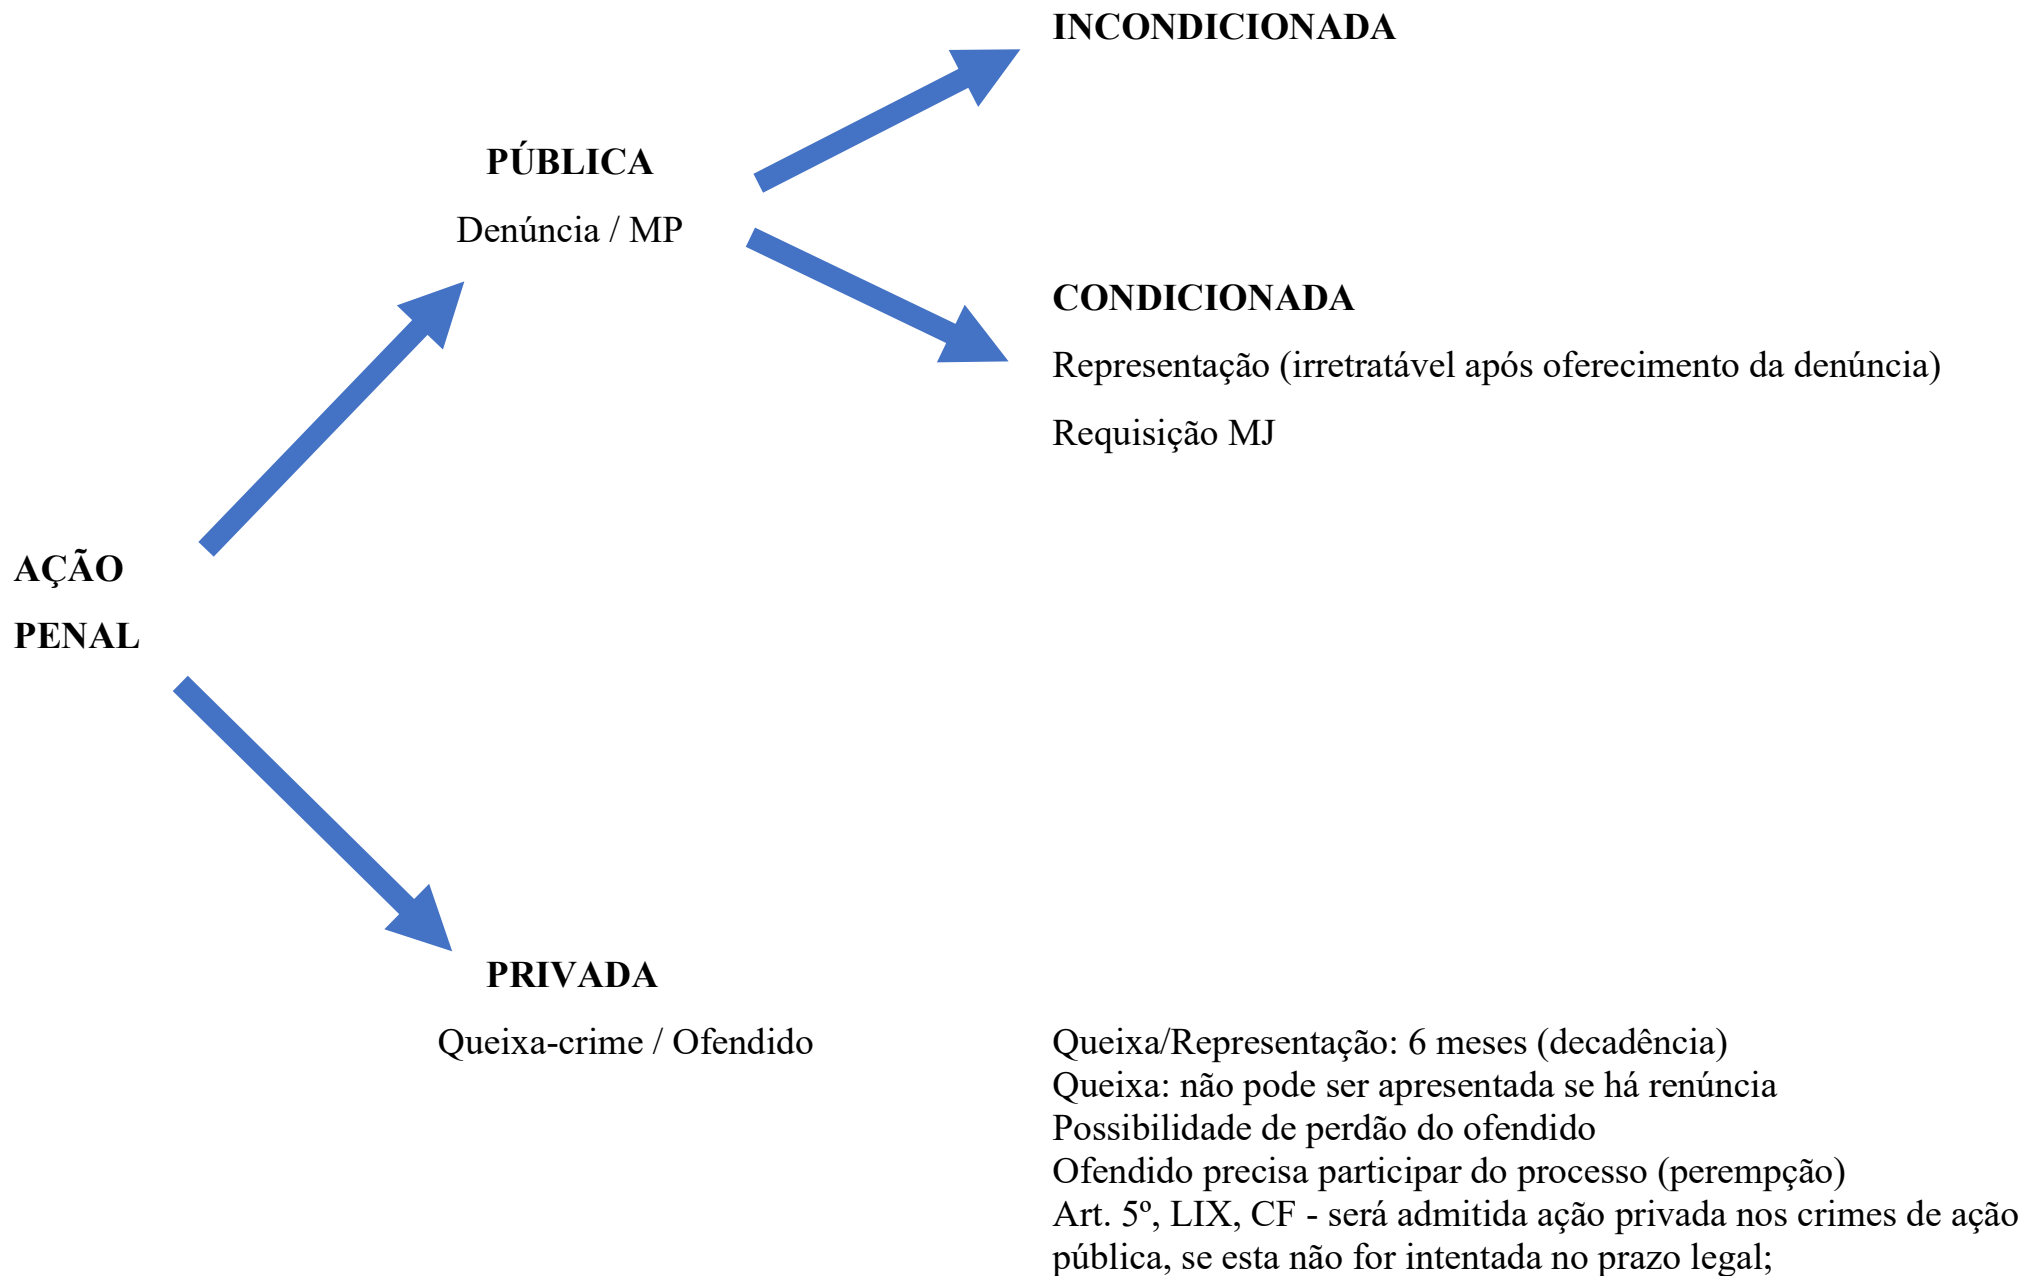 INCONDICIONADA
PÚBLICA
Denúncia / MP
CONDICIONADA
Representação (irretratável após oferecimento da denúncia)
Requisição MJ
AÇÃO
PENAL
PRIVADA
Queixa-crime / Ofendido
Queixa/Representação: 6 meses (decadência)
Queixa: não pode ser apresentada se há renúncia
Possibilidade de perdão do ofendido
Ofendido precisa participar do processo (perempção)
Art. 5º, LIX, CF - será admitida ação privada nos crimes de ação
pública, se esta não for intentada no prazo legal;